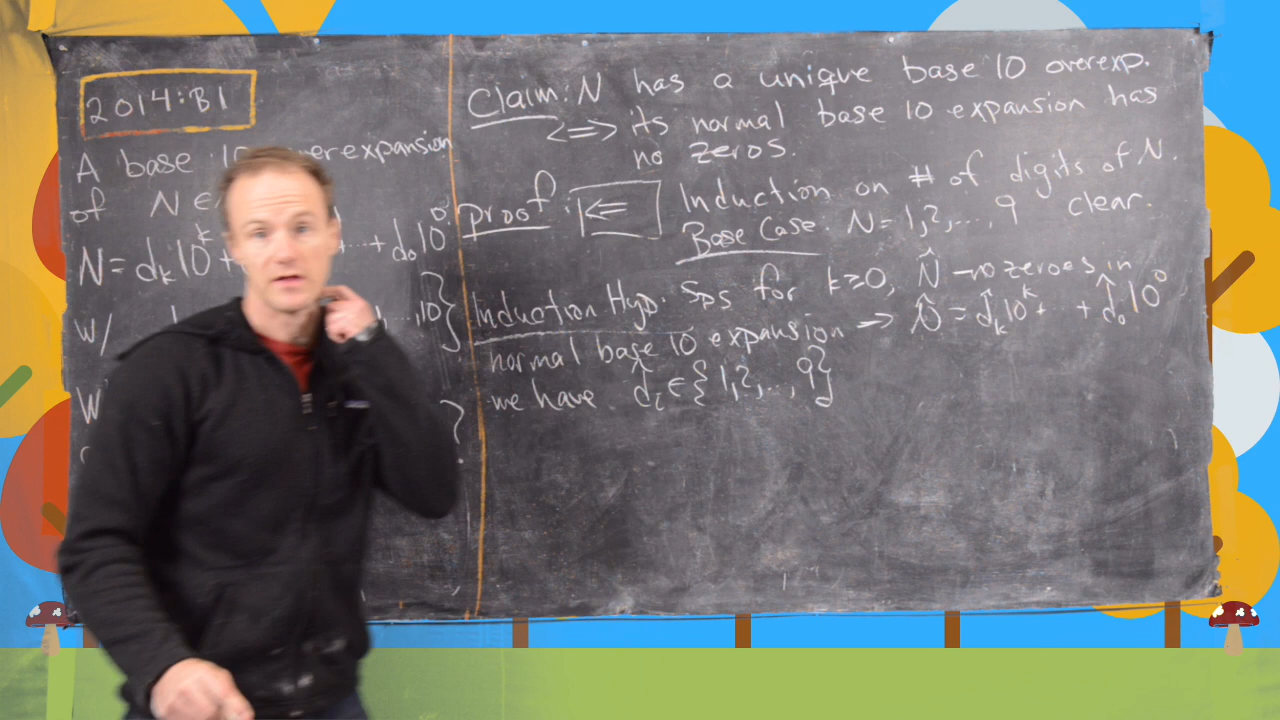 2014:B1
A base 10 overexpansion
of N ∈
N = d_k 10^k + ... + d_0 10^0
w/ ..., 10}
W }
Claim: N has a unique base 10 overexp.
<=> its normal base 10 expansion has
no zeros.
proof: <= Induction on # of digits of N.
Base Case. N = 1,2,..., 9 clear.
Induction Hyp. Sps for k≥0, N̂ - no zeroes in
normal base 10 expansion → N̂ = d̂_k 10^k + ... + d̂_0 10^0
we have d̂_i ∈ {1,2,..., 9}